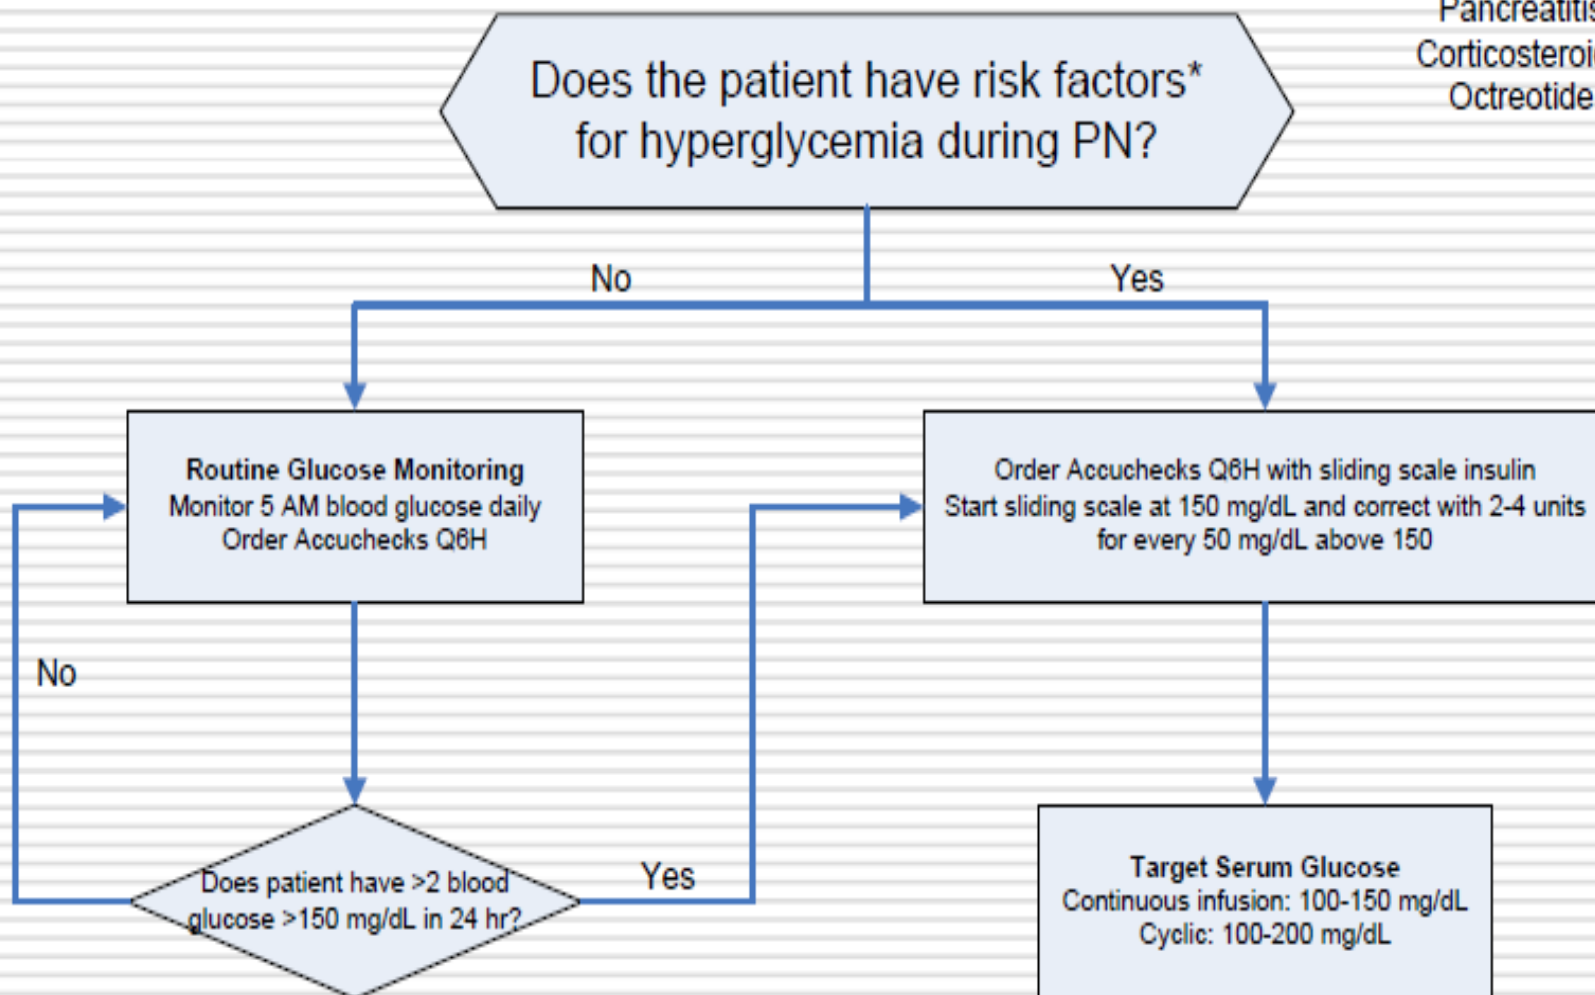 Pancreatitis
Corticosteroi
Octreotide
Does the patient have risk factors*
for hyperglycemia during PN?
No
Yes
Routine Glucose Monitoring
Monitor 5 AM blood glucose daily
Order Accuchecks Q6H
Order Accuchecks Q6H with sliding scale insulin
Start sliding scale at 150 mg/dL and correct with 2-4 units
for every 50 mg/dL above 150
No
Does patient have >2 blood
glucose >150 mg/dL in 24 hr?
Yes
Target Serum Glucose
Continuous infusion: 100-150 mg/dL
Cyclic: 100-200 mg/dL